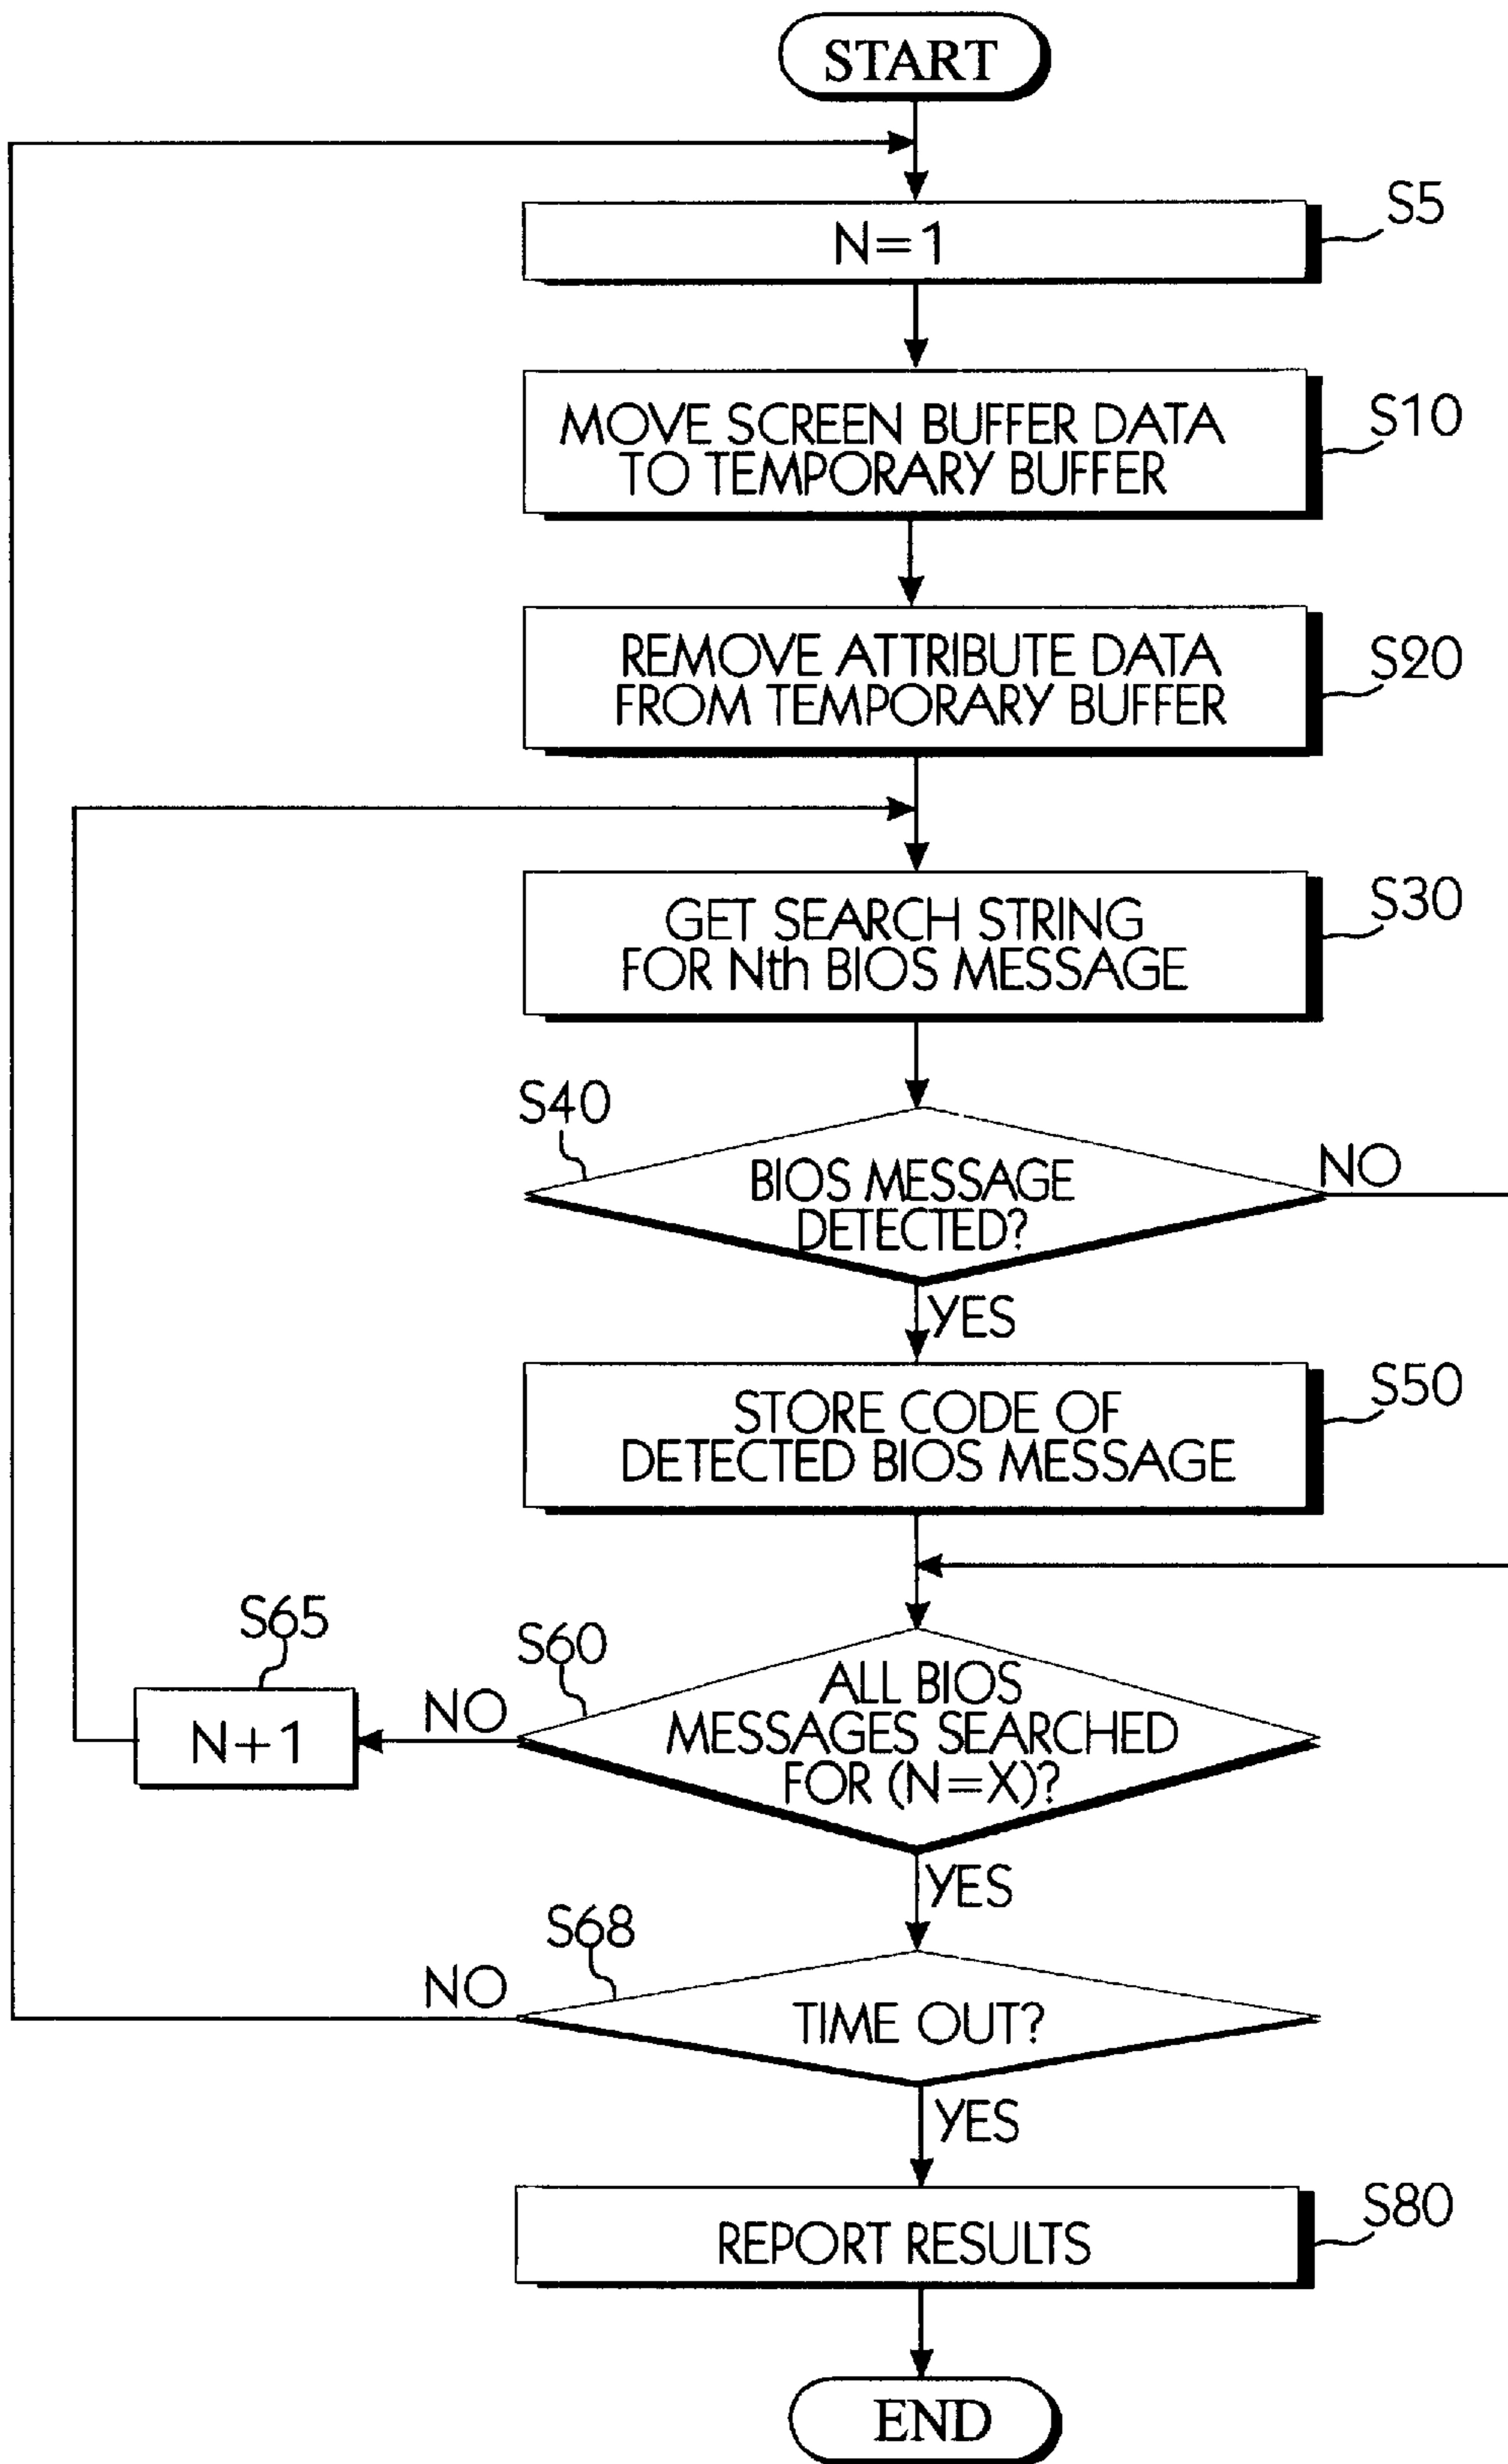 START
S5
N=1
S10
MOVE SCREEN BUFFER DATA
TO TEMPORARY BUFFER
S20
REMOVE ATTRIBUTE DATA
FROM TEMPORARY BUFFER
S30
GET SEARCH STRING
FOR Nth BIOS MESSAGE
S40
NO
BIOS MESSAGE
DETECTED?
YES
S50
STORE CODE OF
DETECTED BIOS MESSAGE
S65
S60
NO
N+1
ALL BIOS
MESSAGES SEARCHED
FOR (N=X)?
YES
S68
NO
TIME OUT?
YES
S80
REPORT RESULTS
END